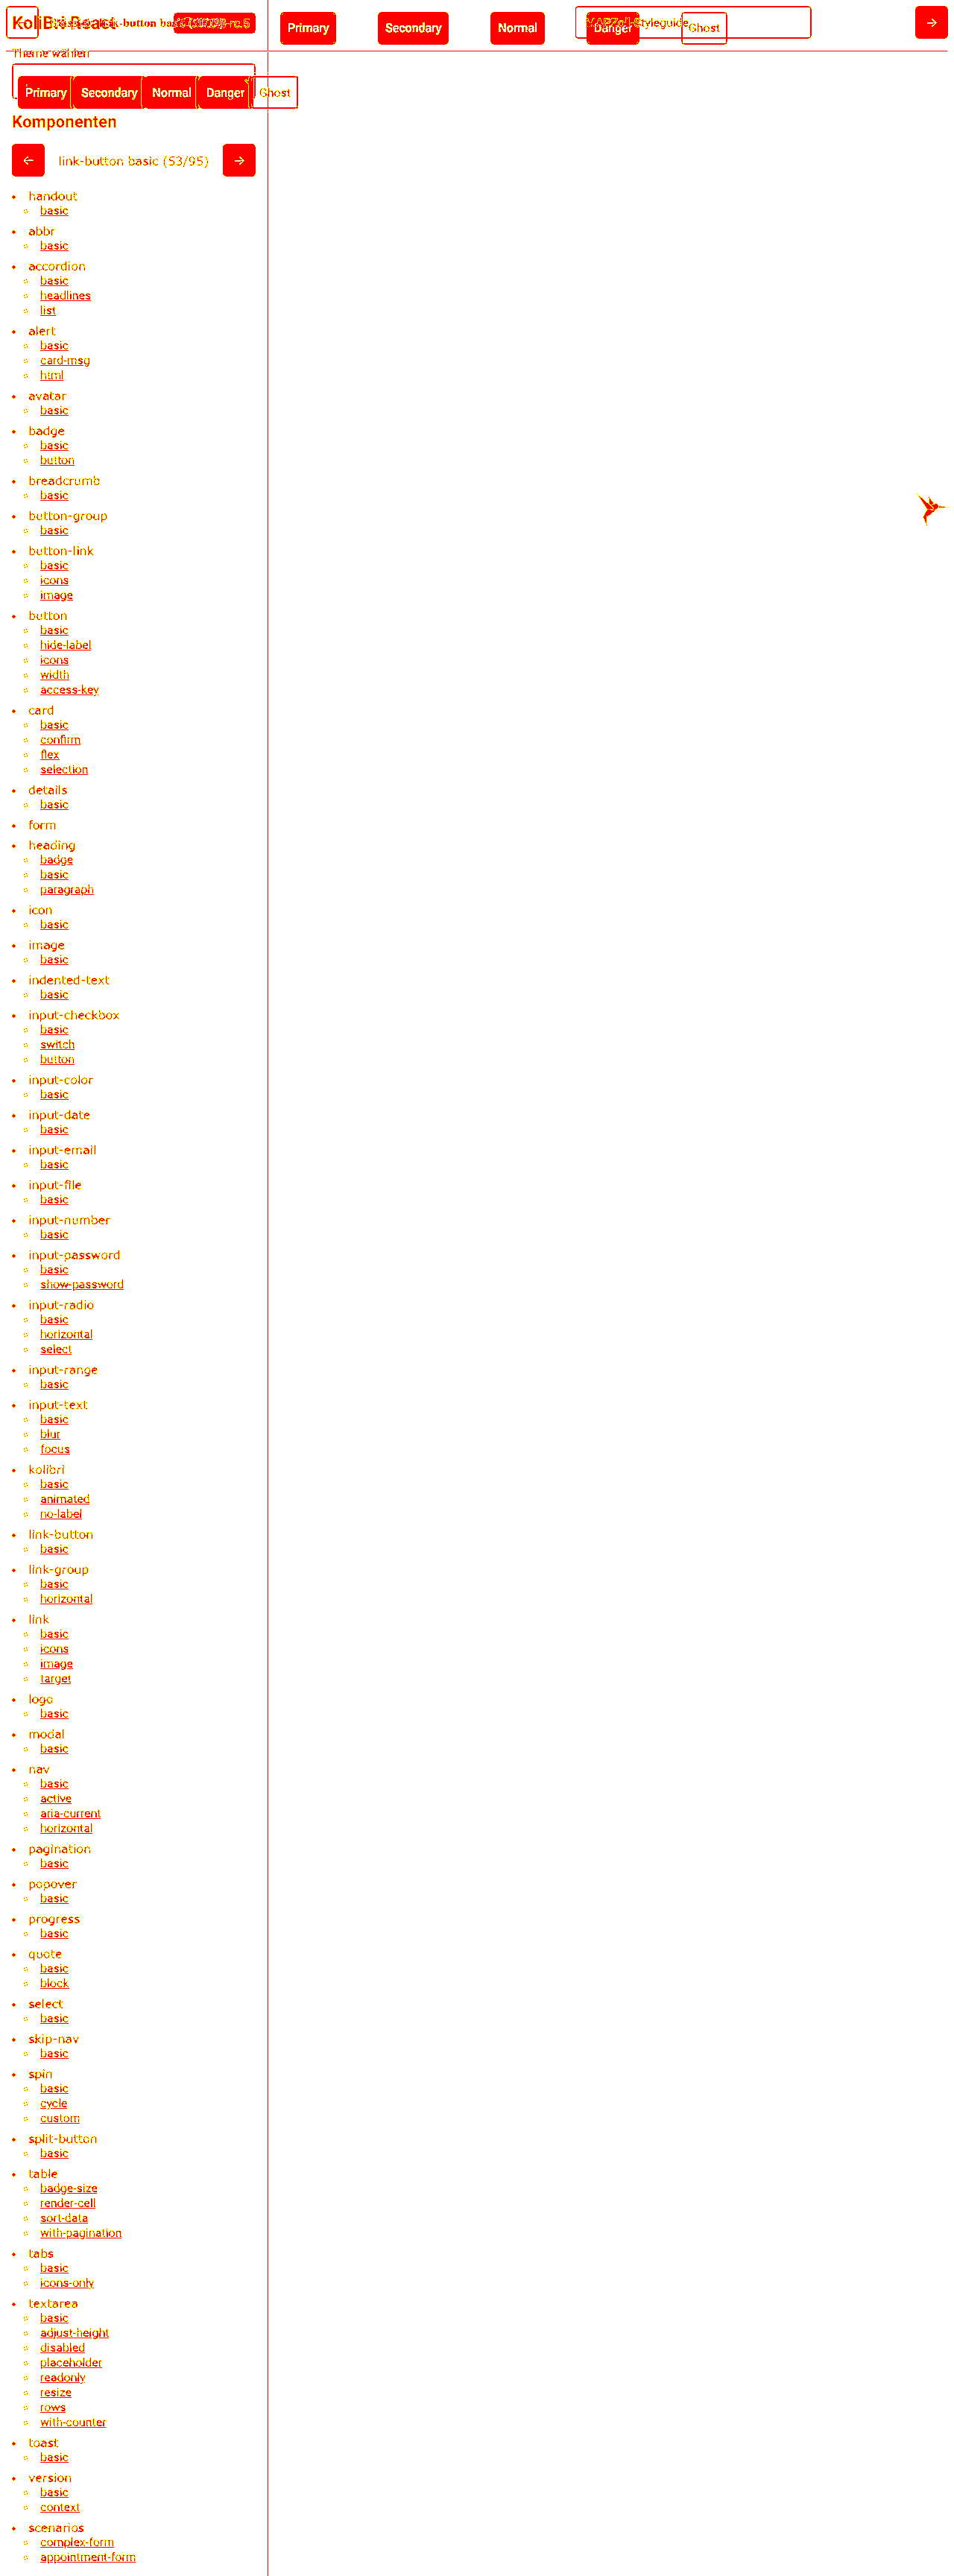 KoliBri React
Primary Secondary Normal Danger Ghost
Styleguide
Theme wählen
Primary Secondary Normal Danger Ghost
Komponenten
← link-button basic (53/95) →
• handout
◦ basic
• abbr
◦ basic
• accordion
◦ basic
◦ headlines
◦ list
• alert
◦ basic
◦ card-msg
◦ html
• avatar
◦ basic
• badge
◦ basic
◦ button
• breadcrumb
◦ basic
• button-group
◦ basic
• button-link
◦ basic
◦ icons
◦ image
• button
◦ basic
◦ hide-label
◦ icons
◦ width
◦ access-key
• card
◦ basic
◦ confirm
◦ flex
◦ selection
• details
◦ basic
• form
• heading
◦ badge
◦ basic
◦ paragraph
• icon
◦ basic
• image
◦ basic
• indented-text
◦ basic
• input-checkbox
◦ basic
◦ switch
◦ button
• input-color
◦ basic
• input-date
◦ basic
• input-email
◦ basic
• input-file
◦ basic
• input-number
◦ basic
• input-password
◦ basic
◦ show-password
• input-radio
◦ basic
◦ horizontal
◦ select
• input-range
◦ basic
• input-text
◦ basic
◦ blur
◦ focus
• kolibri
◦ basic
◦ animated
◦ no-label
• link-button
◦ basic
• link-group
◦ basic
◦ horizontal
• link
◦ basic
◦ icons
◦ image
◦ target
• logo
◦ basic
• modal
◦ basic
• nav
◦ basic
◦ active
◦ aria-current
◦ horizontal
• pagination
◦ basic
• popover
◦ basic
• progress
◦ basic
• quote
◦ basic
◦ block
• select
◦ basic
• skip-nav
◦ basic
• spin
◦ basic
◦ cycle
◦ custom
• split-button
◦ basic
• table
◦ badge-size
◦ render-cell
◦ sort-data
◦ with-pagination
• tabs
◦ basic
◦ icons-only
• textarea
◦ basic
◦ adjust-height
◦ disabled
◦ placeholder
◦ readonly
◦ resize
◦ rows
◦ with-counter
• toast
◦ basic
• version
◦ basic
◦ context
• scenarios
◦ complex-form
◦ appointment-form